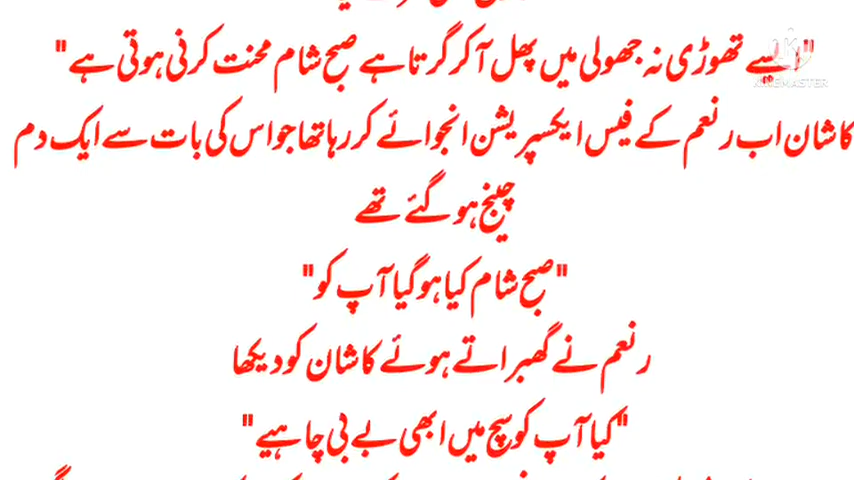 "ایسے تھوڑی نہ جھولی میں پھل آ کر گرتا ہے صبح شام محنت کرنی ہوتی ہے"
کاشان اب رنعم کے فیس ایکسپریشن انجوائے کر رہا تھا جو اس کی بات سے ایک دم
چینج ہو گئے تھے
"صبح شام کیا ہو گیا آپ کو"
رنعم نے گھبراتے ہوئے کاشان کو دیکھا
"کیا آپ کو سچ میں ابھی بے بی چاہیے"
KINEMASTER